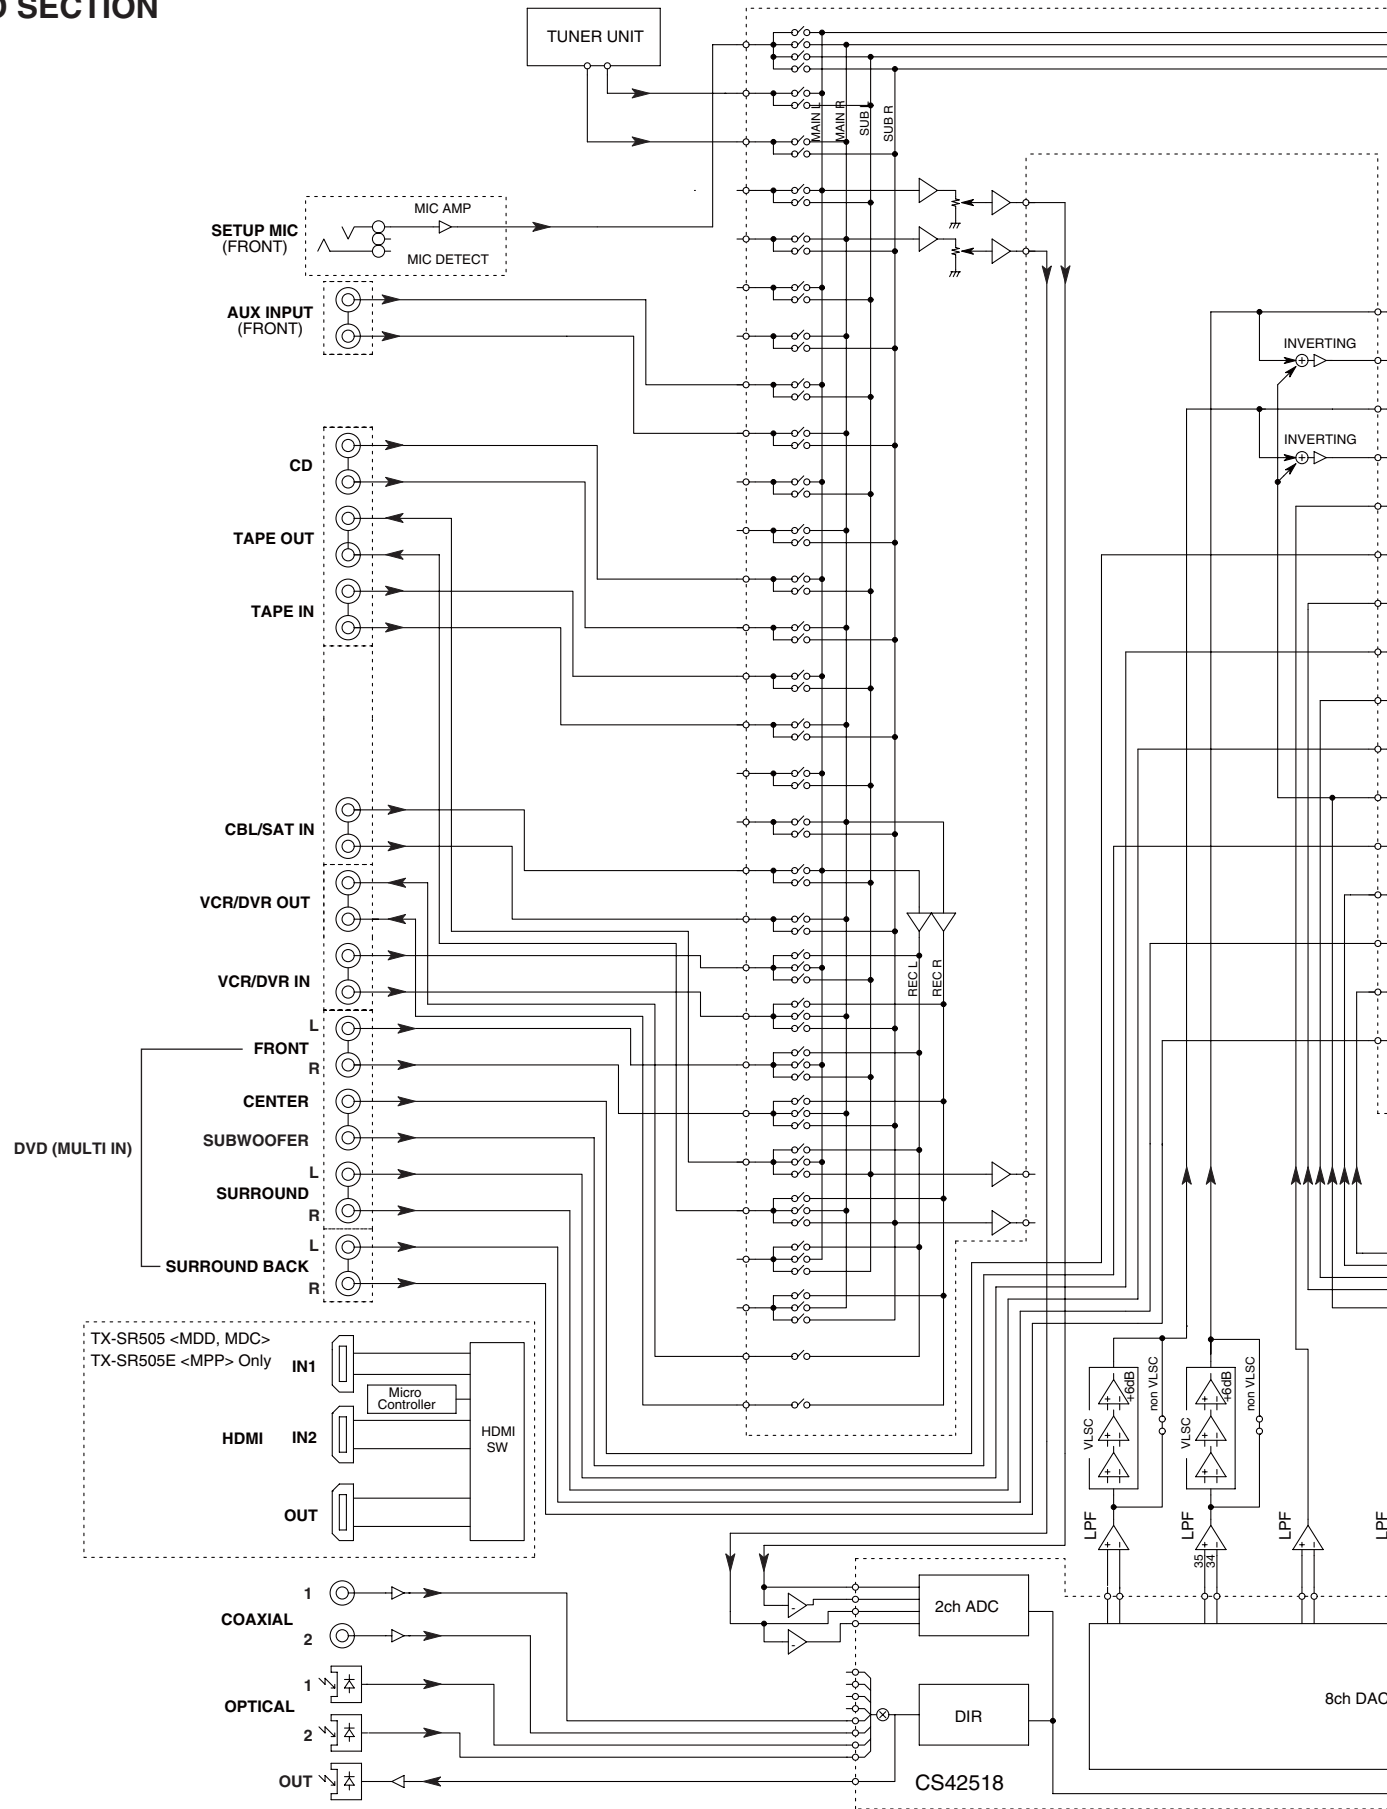 SECTION
TUNER UNIT
MAIN L
MAIN R
SUB L
SUB R
MIC AMP
SETUP MIC
(FRONT)
MIC DETECT
AUX INPUT
(FRONT)
INVERTING
INVERTING
CD
TAPE OUT
TAPE IN
CBL/SAT IN
VCR/DVR OUT
VCR/DVR IN
REC L
REC R
L
FRONT
R
CENTER
SUBWOOFER
DVD (MULTI IN)
L
SURROUND
R
L
SURROUND BACK
R
TX-SR505 <MDD, MDC>
TX-SR505E <MPP> Only
IN1
Micro
Controller
HDMI
IN2
HDMI
SW
OUT
VLSC
+6dB
non VLSC
VLSC
+6dB
non VLSC
LPF
LPF
LPF
LPF
35
34
1
COAXIAL
2
2ch ADC
1
OPTICAL
2
OUT
DIR
CS42518
8ch DAC